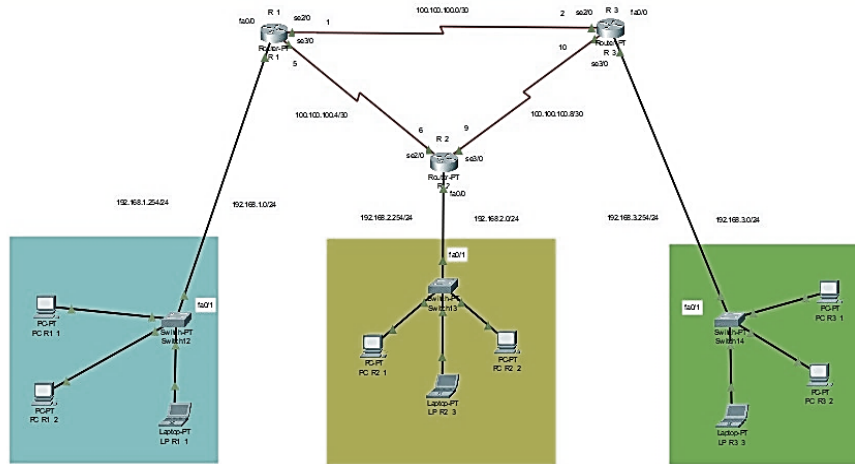 R 1
fa0/0
se2/0
1
se3/0
Router-PT
R 1
5
100.100.100.0/30
R 3
2
se2/0
fa0/0
10
Router-PT
R 3
se3/0
100.100.100.4/30
100.100.100.8/30
6
R 2
9
se2/0
se3/0
Router-PT
fa0/0
192.168.1.254/24
192.168.1.0/24
192.168.2.254/24
192.168.2.0/24
192.168.3.254/24
192.168.3.0/24
fa0/1
PC-PT
PC R1 1
Switch-PT
Switch12
PC-PT
PC R1 2
Laptop-PT
LP R1 1
fa0/1
Switch-PT
Switch13
PC-PT
PC R2 1
PC-PT
PC R2 2
Laptop-PT
LP R2 3
fa0/1
PC-PT
PC R3 1
Switch-PT
Switch14
PC-PT
PC R3 2
Laptop-PT
LP R3 3